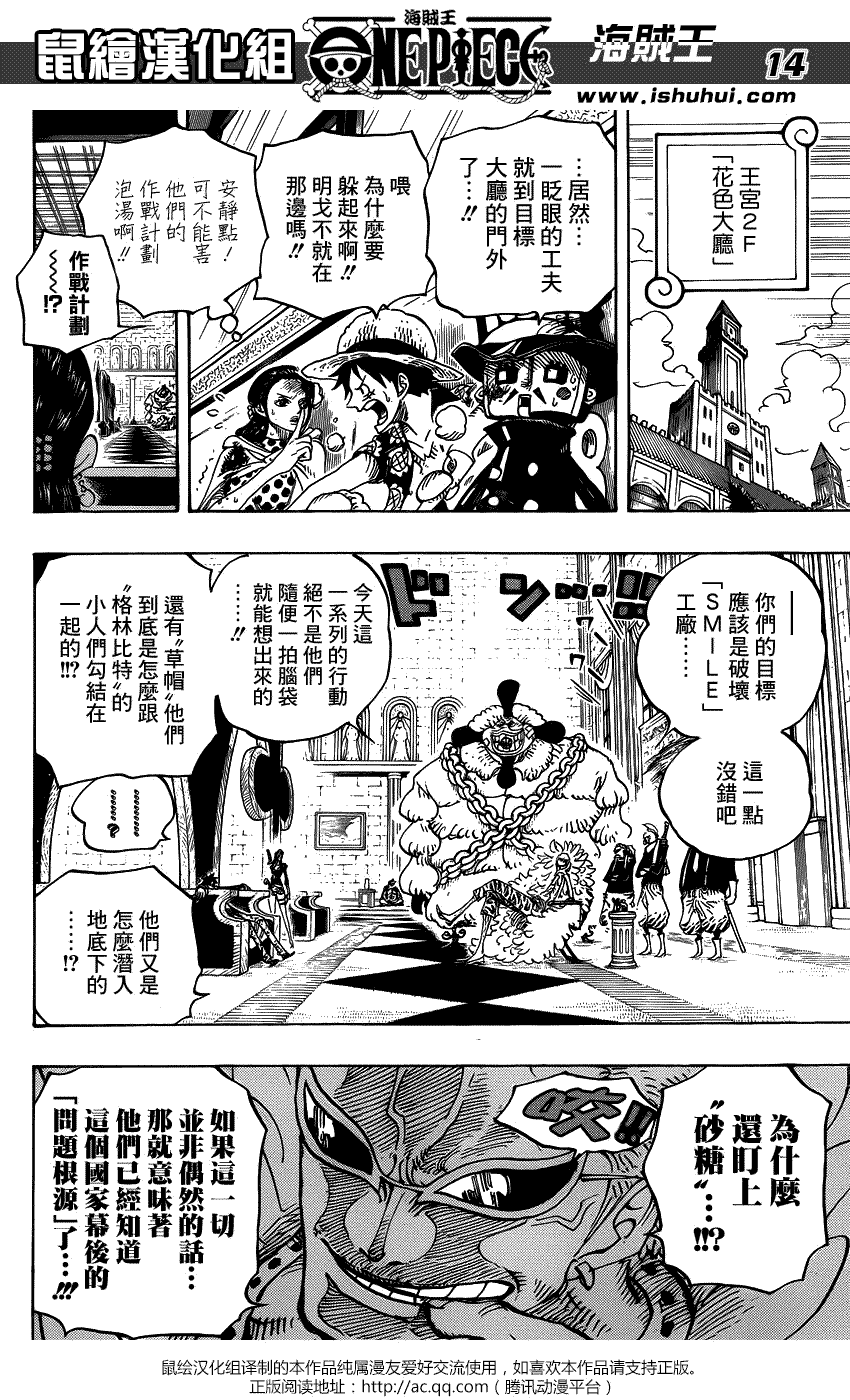 鼠繪漢化組
海賊王
ONE PIECE
海賊王
14
www.ishuhui.com
王宮2F
「花色大廳」
…居然…
一眨眼的工夫
就到目標
大廳的門外
了…!!
喂
為什麼要
躲起來啊!!
明戈不就在
那邊嗎!!
安靜點!
可不能害
他們的
作戰計劃
泡湯啊!!
作戰計劃
~~~!?
ドン…!!
——
你們的目標
應該是破壞
「SMILE」
工廠……
這一點
沒錯吧
今天這
一系列的行動
絕不是他們
隨便一拍腦袋
就能想出來的
……!!
還有“草帽”他們
到底是怎麼跟
“格林比特”的
小人們勾結在
一起的!!?
………
………?
他們又是
怎麼潛入
地底下的
……!?
為什麼
還盯上
“砂糖”…!!?
咬!!
如果這一切
並非偶然的話…
那就意味著
他們已經知道
這個國家幕後的
「問題根源」了…!!!
鼠绘汉化组译制的本作品纯属漫友爱好交流使用，如喜欢本作品请支持正版。
正版阅读地址：http://ac.qq.com（腾讯动漫平台）